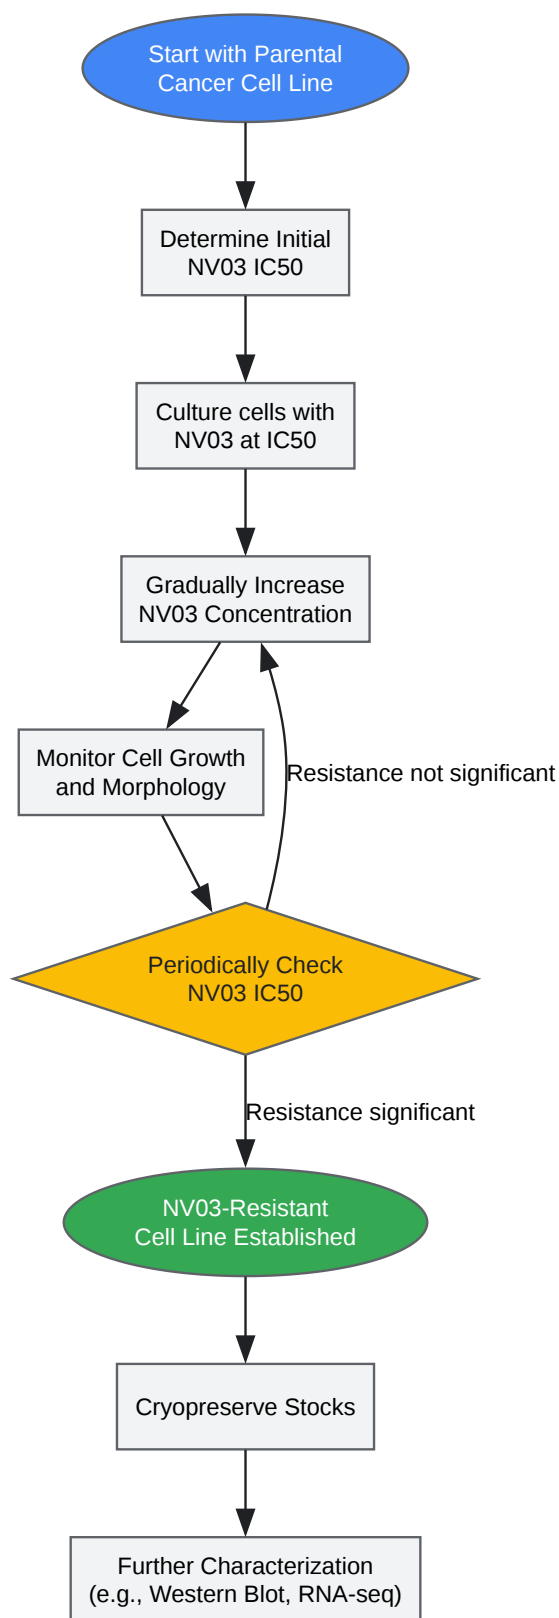 Start with Parental
Cancer Cell Line
Determine Initial
NV03 IC50
Culture cells with
NV03 at IC50
Gradually Increase
NV03 Concentration
Monitor Cell Growth
and Morphology
Resistance not significant
Periodically Check
NV03 IC50
Resistance significant
NV03-Resistant
Cell Line Established
Cryopreserve Stocks
Further Characterization
(e.g., Western Blot, RNA-seq)